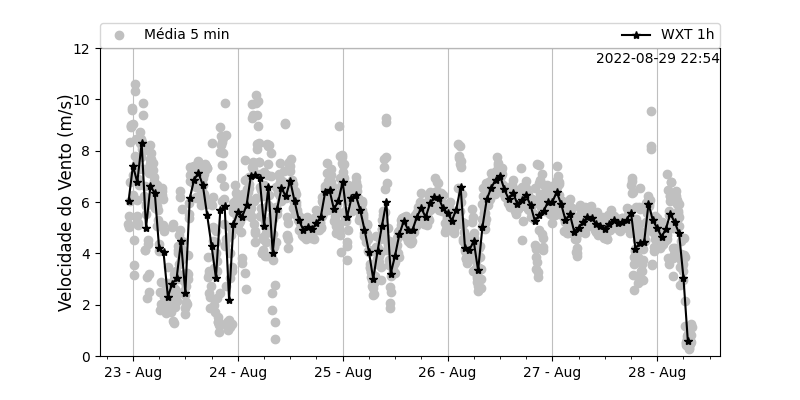 Média 5 min
WXT 1h
2022-08-29 22:54
Velocidade do Vento (m/s)
12
10
8
6
4
2
0
23 - Aug
24 - Aug
25 - Aug
26 - Aug
27 - Aug
28 - Aug